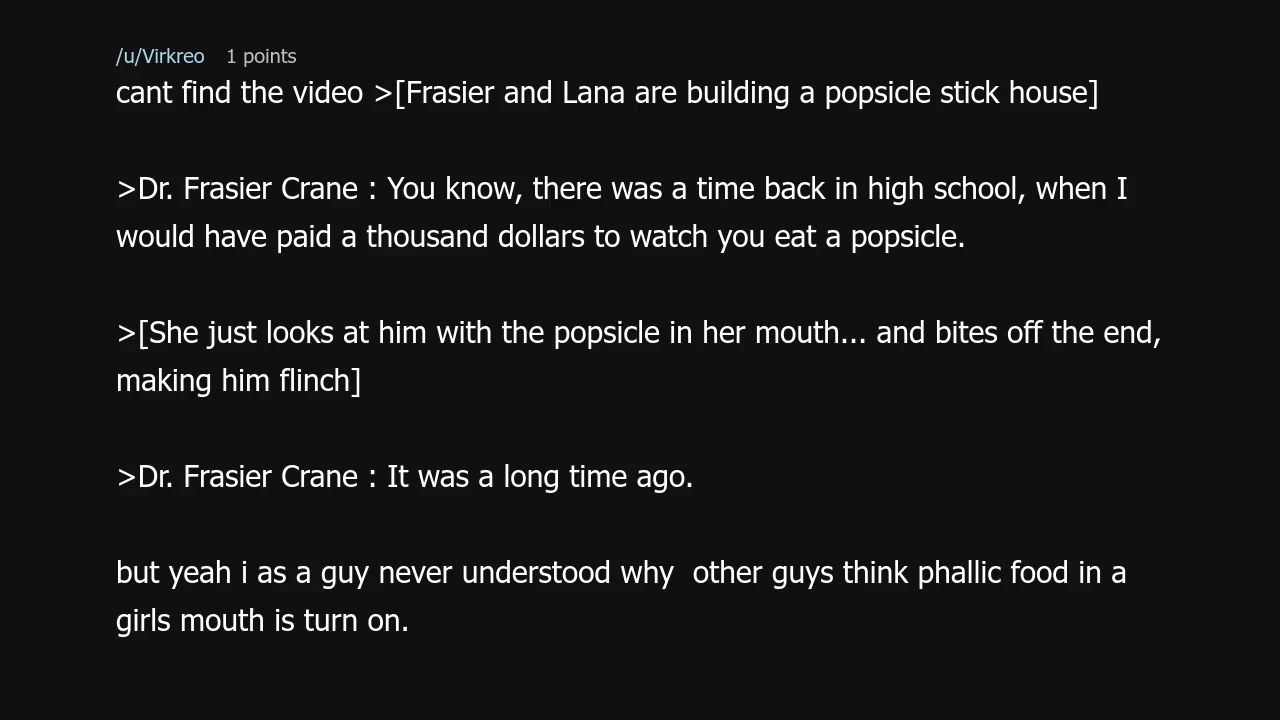 /u/Virkreo 1 points
cant find the video >[Frasier and Lana are building a popsicle stick house]
>Dr. Frasier Crane : You know, there was a time back in high school, when I
would have paid a thousand dollars to watch you eat a popsicle.
>[She just looks at him with the popsicle in her mouth... and bites off the end,
making him flinch]
>Dr. Frasier Crane : It was a long time ago.
but yeah i as a guy never understood why  other guys think phallic food in a
girls mouth is turn on.